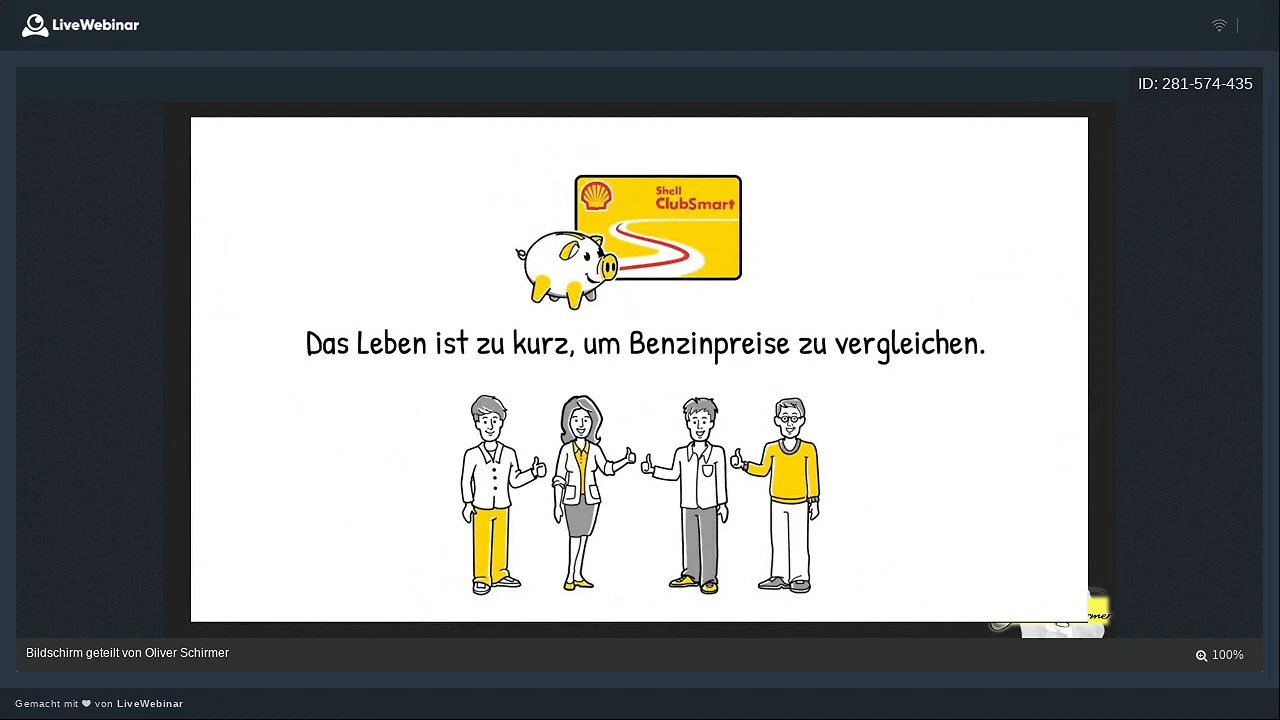 LiveWebinar
ID: 281-574-435
Shell
ClubSmart
Das Leben ist zu kurz, um Benzinpreise zu vergleichen.
Bildschirm geteilt von Oliver Schirmer
100%
Gemacht mit von LiveWebinar